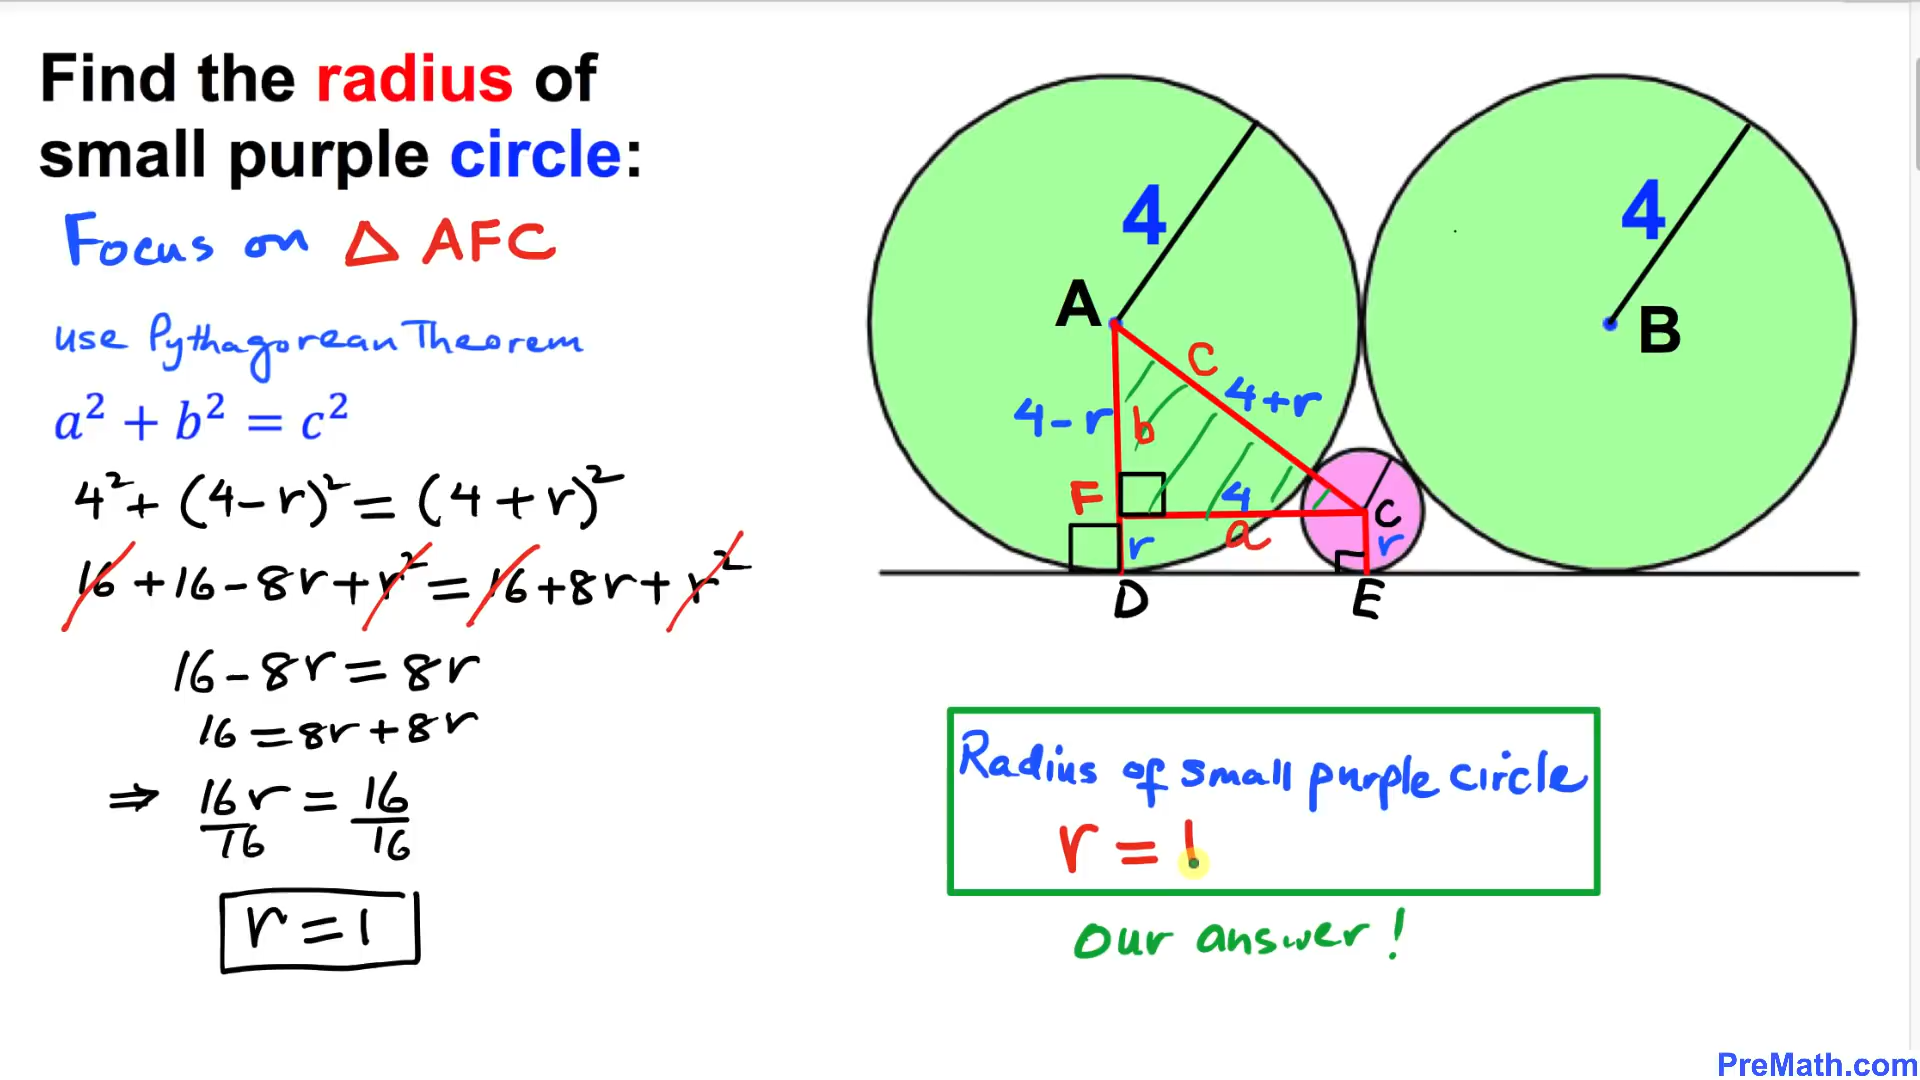 Find the radius of
small purple circle:
Focus on △ AFC
use Pythagorean Theorem
a² + b² = c²
4² + (4 - r)² = (4 + r)²
16 + 16 - 8r + r² = 16 + 8r + r²
16 - 8r = 8r
16 = 8r + 8r
⇒ 16r/16 = 16/16
r = 1
4
4
A
B
c
4 + r
4 - r
b
F
4
C
r
a
r
D
E
Radius of small purple circle
r = 1
our answer!
PreMath.com